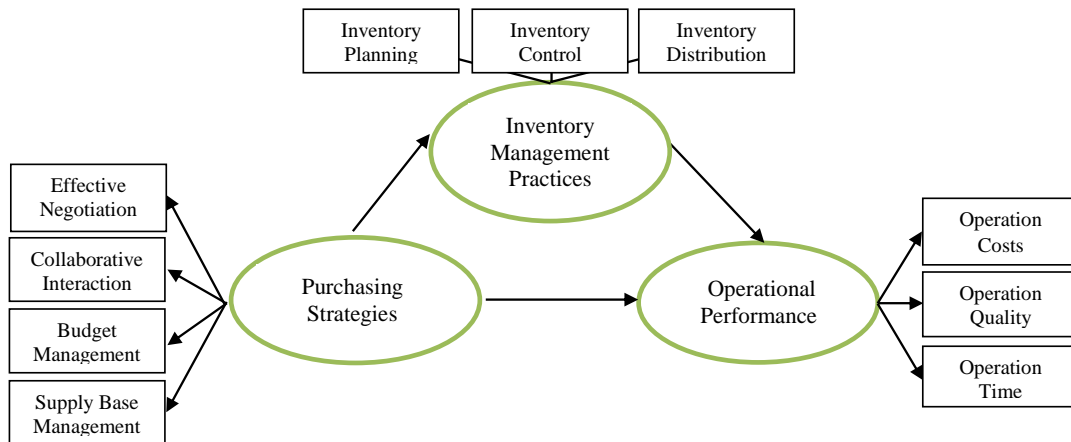 Inventory
Planning
Inventory
Control
Inventory
Distribution
Inventory
Management
Practices
Effective
Negotiation
Collaborative
Interaction
Budget
Management
Supply Base
Management
Purchasing
Strategies
Operational
Performance
Operation
Costs
Operation
Quality
Operation
Time